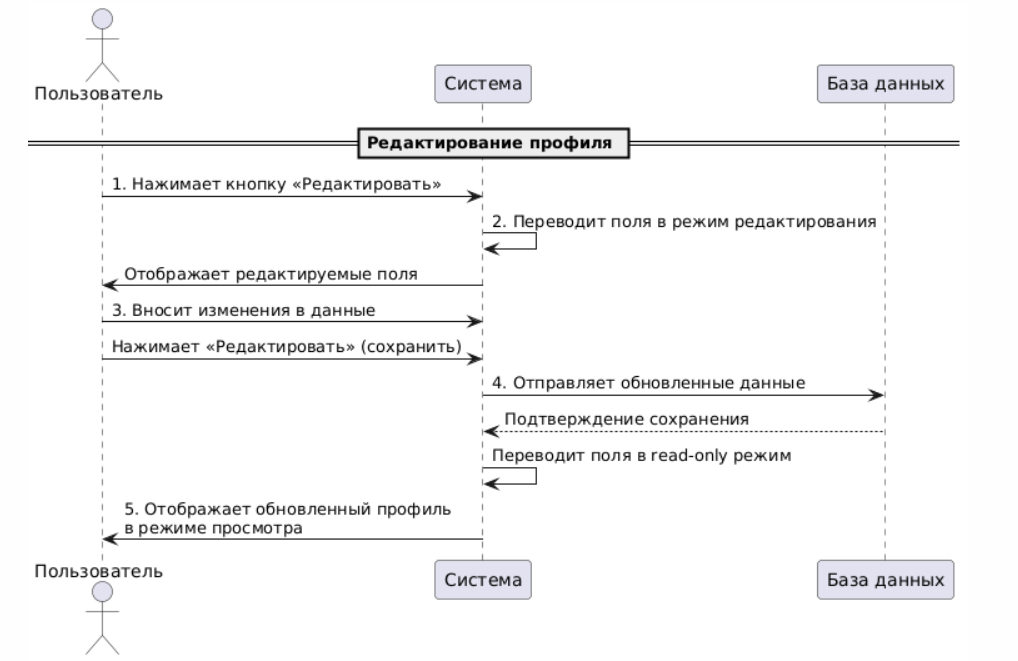 Пользователь
Система
База данных
Редактирование профиля
1. Нажимает кнопку «Редактировать»
2. Переводит поля в режим редактирования
Отображает редактируемые поля
3. Вносит изменения в данные
Нажимает «Редактировать» (сохранить)
4. Отправляет обновленные данные
Подтверждение сохранения
Переводит поля в read-only режим
5. Отображает обновленный профиль
в режиме просмотра
Пользователь
Система
База данных